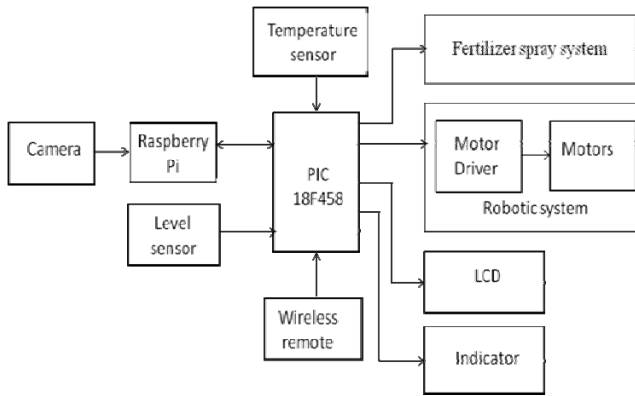 Temperature
sensor
Fertilizer spray system
Camera
Raspberry
Pi
PIC
18F458
Motor
Driver
Motors
Robotic system
Level
sensor
LCD
Wireless
remote
Indicator